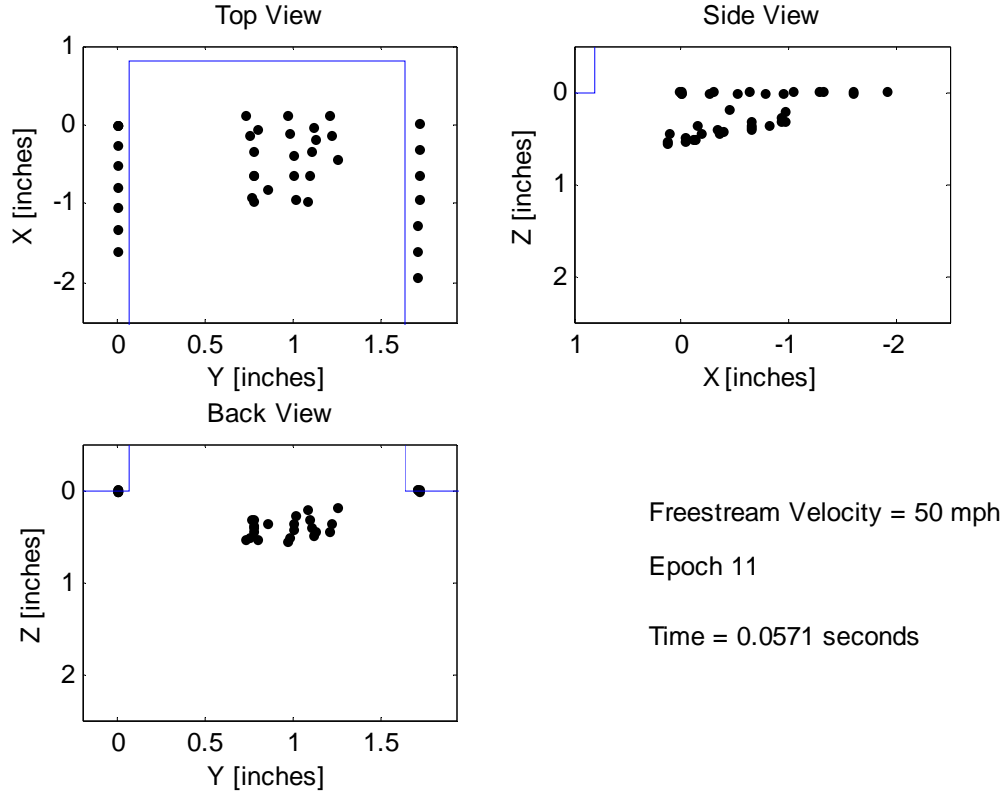 Top View
1
0
-1
-2
X [inches]
0 0.5 1 1.5
Y [inches]
Side View
0
1
2
Z [inches]
1 0 -1 -2
X [inches]
Back View
0
1
2
Z [inches]
0 0.5 1 1.5
Y [inches]
Freestream Velocity = 50 mph
Epoch 11
Time = 0.0571 seconds